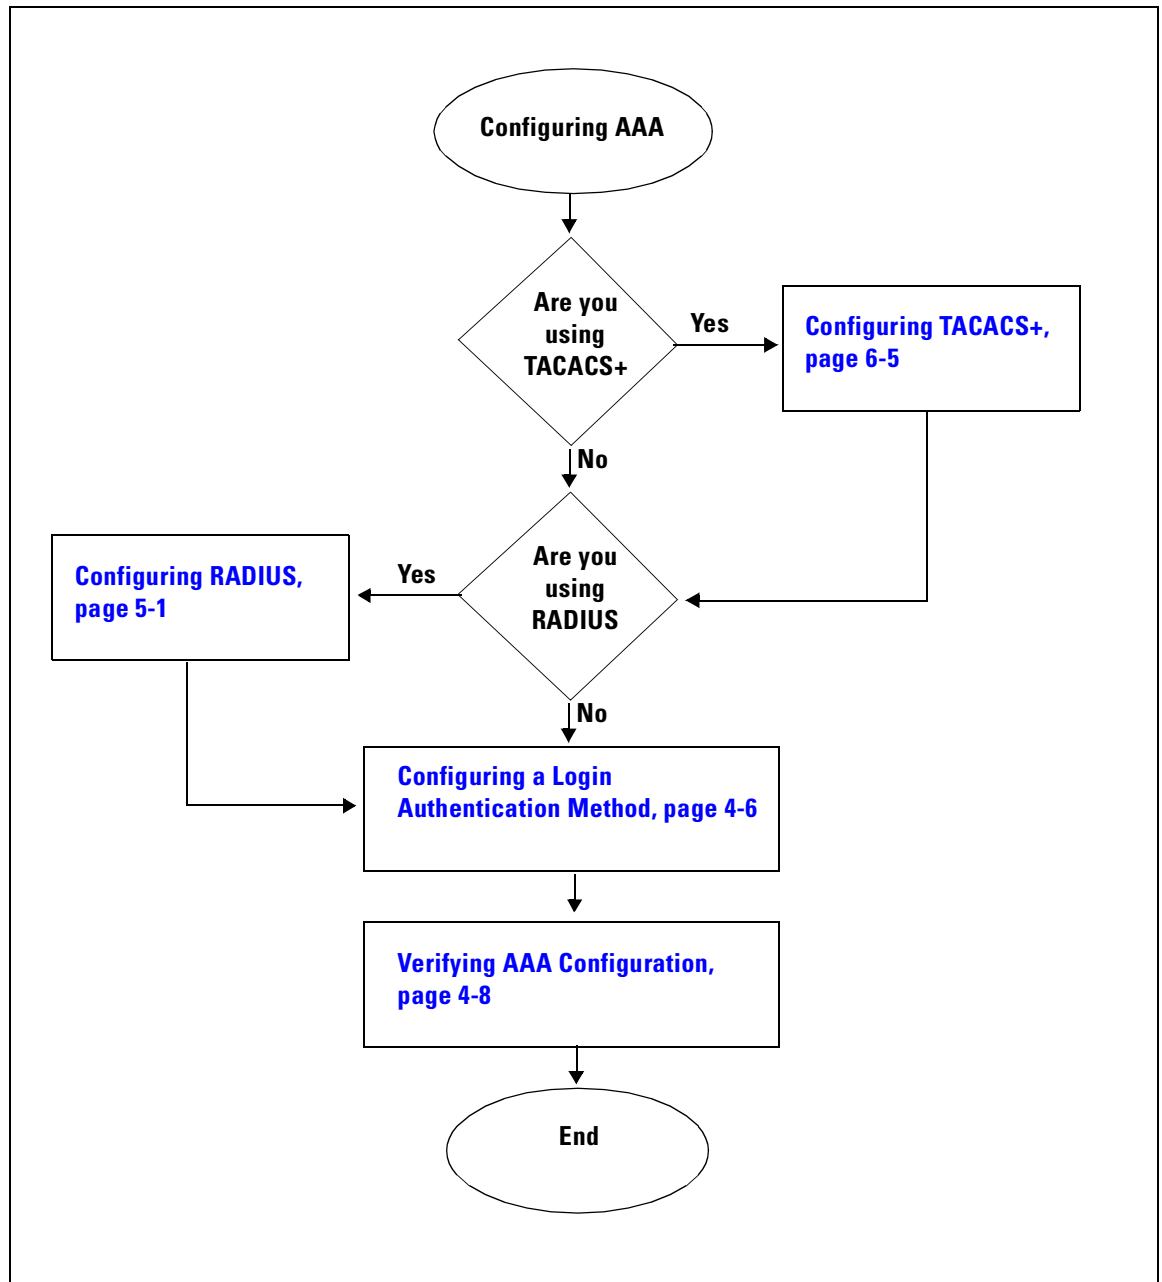 Configuring AAA
Are you
using
TACACS+
Yes
Configuring TACACS+,
page 6-5
No
Are you
using
RADIUS
Yes
Configuring RADIUS,
page 5-1
No
Configuring a Login
Authentication Method, page 4-6
Verifying AAA Configuration,
page 4-8
End